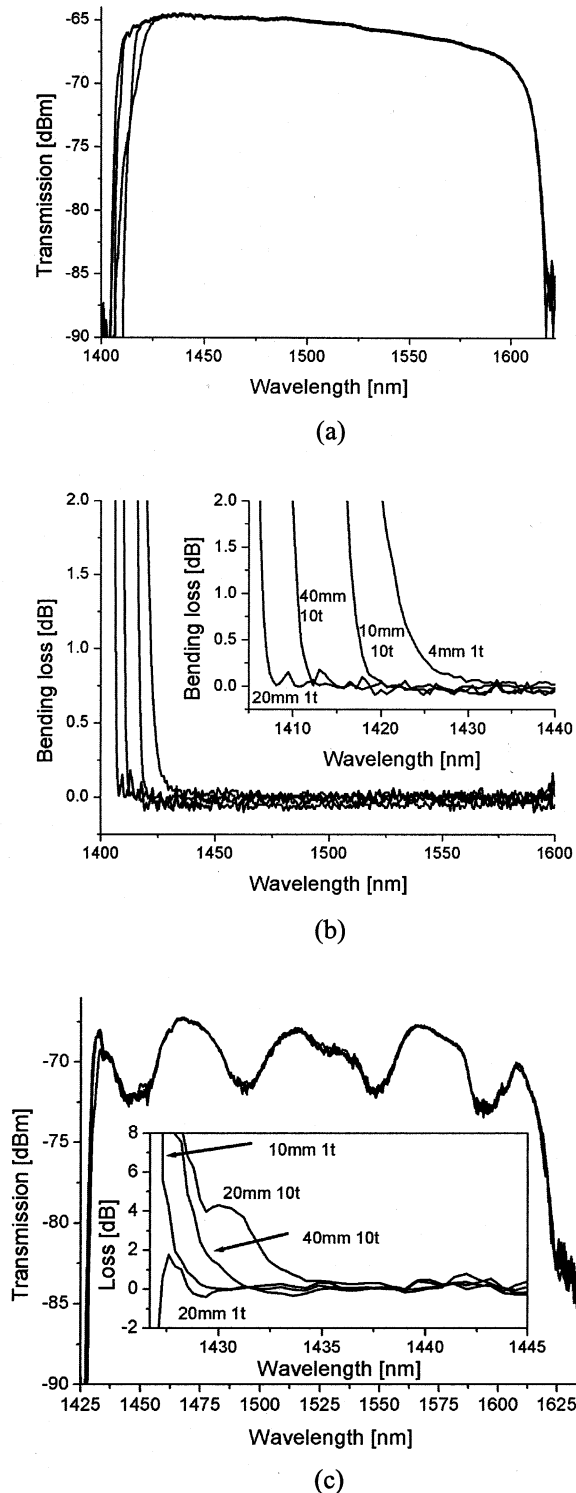 -65
-70
-75
-80
-85
-90
Transmission [dBm]
1400 1450 1500 1550 1600
Wavelength [nm]
(a)
2.0
1.5
1.0
0.5
0.0
Bending loss [dB]
2.0
1.5
1.0
0.5
0.0
Bending loss [dB]
40mm
10t
10mm
10t
4mm 1t
20mm 1t
1410 1420 1430 1440
Wavelength [nm]
1400 1450 1500 1550 1600
Wavelength [nm]
(b)
-70
-75
-80
-85
-90
Transmission [dBm]
8
6
4
2
0
-2
Loss [dB]
10mm 1t
20mm 10t
40mm 10t
20mm 1t
1430 1435 1440 1445
Wavelength [nm]
1425 1450 1475 1500 1525 1550 1575 1600 1625
Wavelength [nm]
(c)